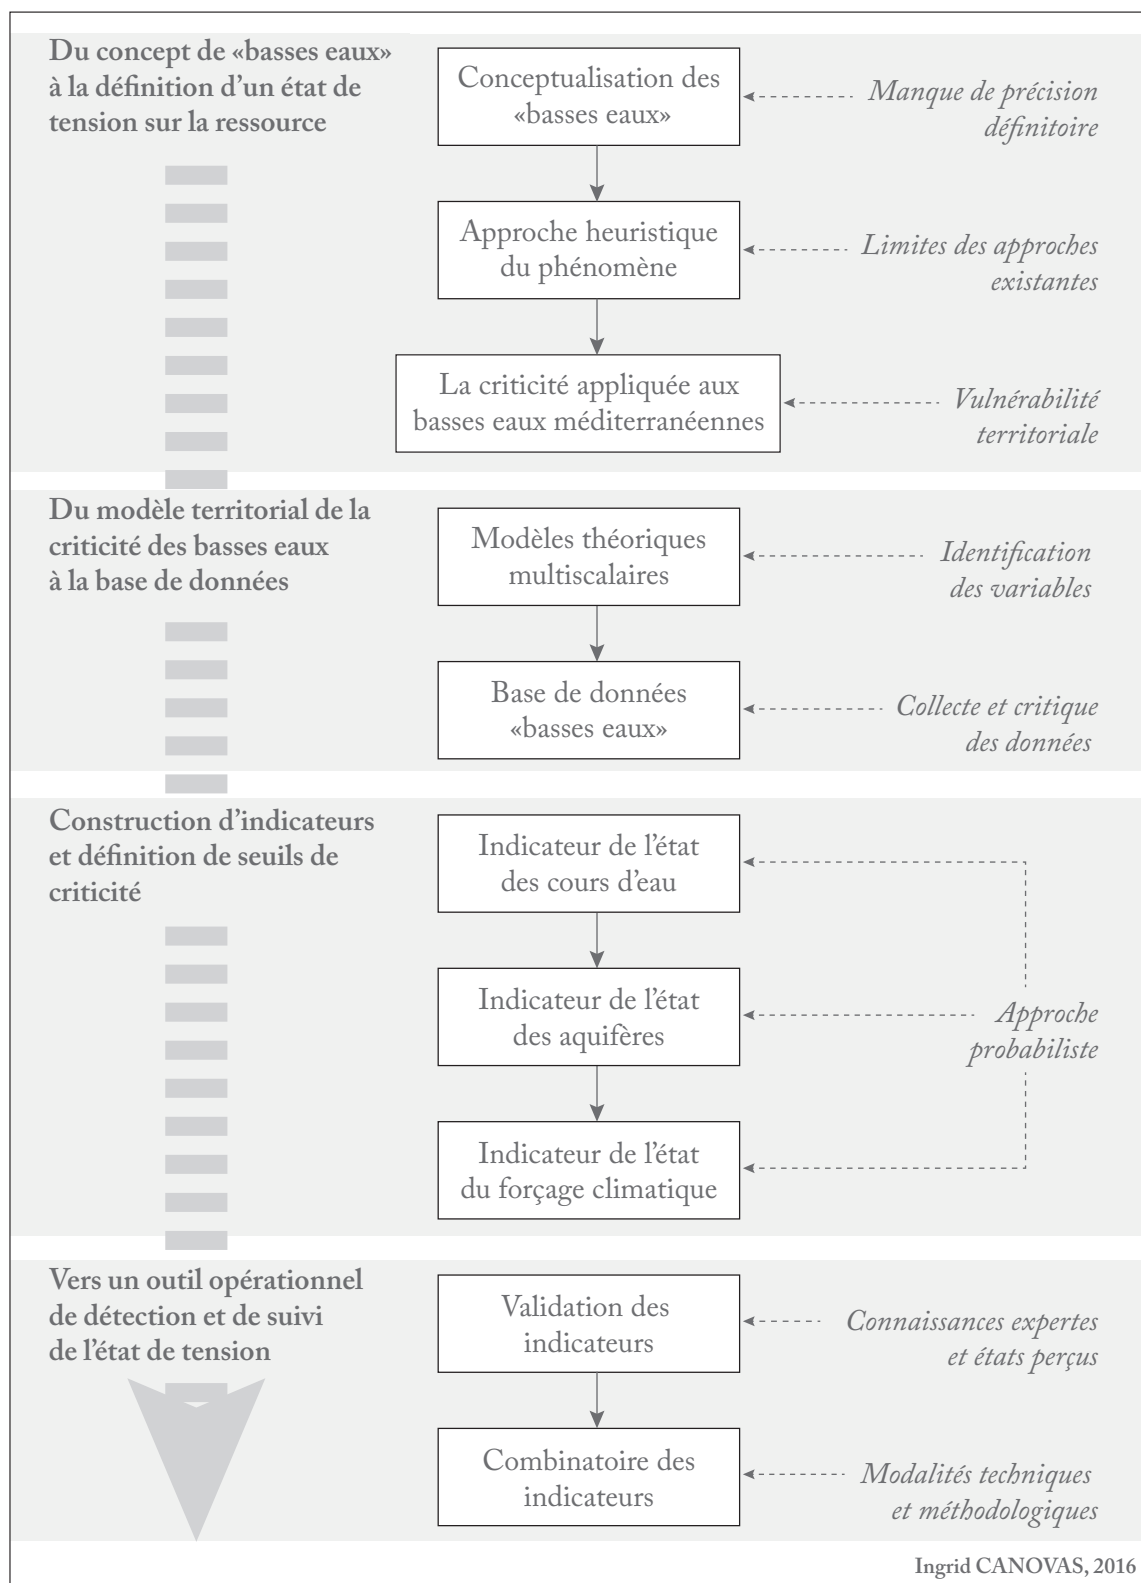 Du concept de «basses eaux»
à la définition d’un état de
tension sur la ressource
Conceptualisation des
«basses eaux»
Manque de précision
définitoire
Approche heuristique
du phénomène
Limites des approches
existantes
La criticité appliquée aux
basses eaux méditerranéennes
Vulnérabilité
territoriale
Du modèle territorial de la
criticité des basses eaux
à la base de données
Modèles théoriques
multiscalaires
Identification
des variables
Base de données
«basses eaux»
Collecte et critique
des données
Construction d’indicateurs
et définition de seuils de
criticité
Indicateur de l’état
des cours d’eau
Indicateur de l’état
des aquifères
Approche
probabiliste
Indicateur de l’état
du forçage climatique
Vers un outil opérationnel
de détection et de suivi
de l’état de tension
Validation des
indicateurs
Connaissances expertes
et états perçus
Combinatoire des
indicateurs
Modalités techniques
et méthodologiques
Ingrid CANOVAS, 2016